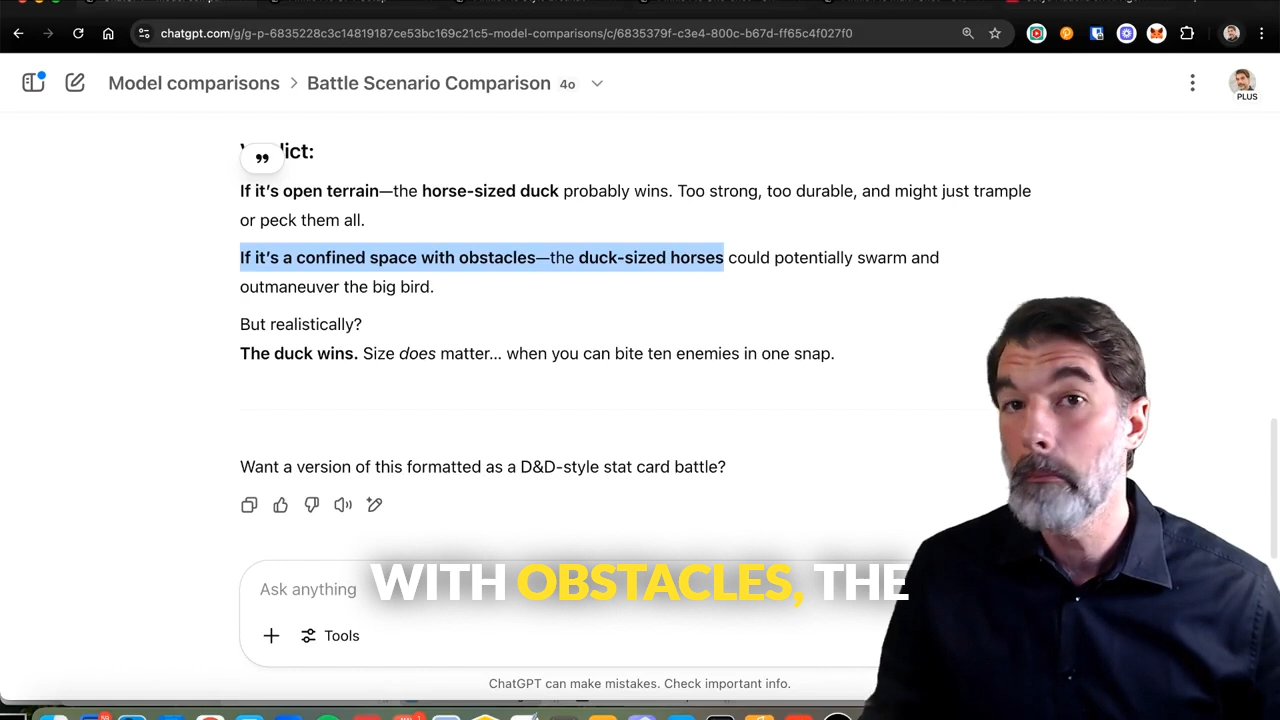 chatgpt.com/g/g-p-6835228c3c14819187ce53bc169c21c5-model-comparisons/c/6835379f-c3e4-800c-b67d-ff65c4f027f0
Model comparisons > Battle Scenario Comparison 4o
PLUS
If it's open terrain—the horse-sized duck probably wins. Too strong, too durable, and might just trample
or peck them all.
If it's a confined space with obstacles—the duck-sized horses could potentially swarm and
outmaneuver the big bird.
But realistically?
The duck wins. Size does matter... when you can bite ten enemies in one snap.
Want a version of this formatted as a D&D-style stat card battle?
Ask anything
WITH OBSTACLES, THE
Tools
ChatGPT can make mistakes. Check important info.